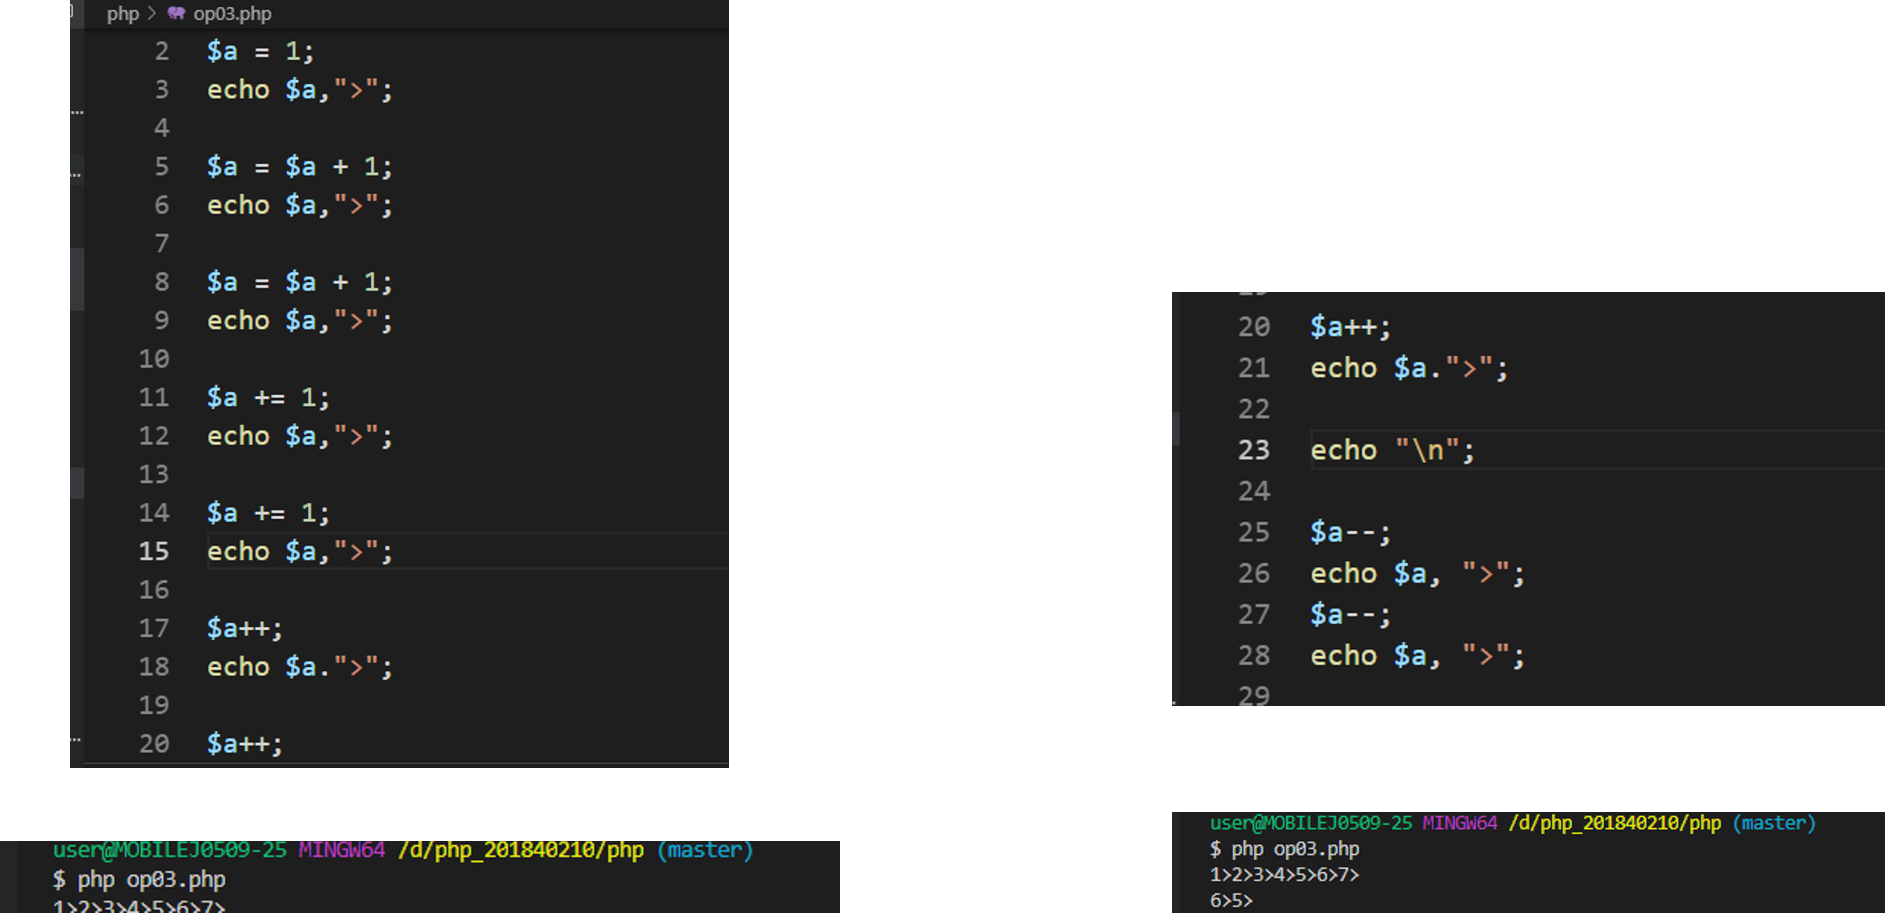 php > op03.php
2 $a = 1;
3 echo $a,">";
4
5 $a = $a + 1;
6 echo $a,">";
7
8 $a = $a + 1;
9 echo $a,">";
10
11 $a += 1;
12 echo $a,">";
13
14 $a += 1;
15 echo $a,">";
16
17 $a++;
18 echo $a.">";
19
20 $a++;
user@MOBILEJ0509-25 MINGW64 /d/php_201840210/php (master)
$ php op03.php
1>2>3>4>5>6>7>
20 $a++;
21 echo $a.">";
22
23 echo "\n";
24
25 $a--;
26 echo $a, ">";
27 $a--;
28 echo $a, ">";
29
user@MOBILEJ0509-25 MINGW64 /d/php_201840210/php (master)
$ php op03.php
1>2>3>4>5>6>7>
6>5>